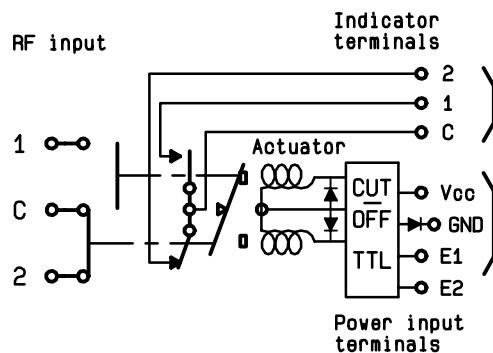 Indicator
terminals
RF input
2
1
C
Actuator
1
C
2
CUT
OFF
TTL
Vcc
GND
E1
E2
Power input
terminals